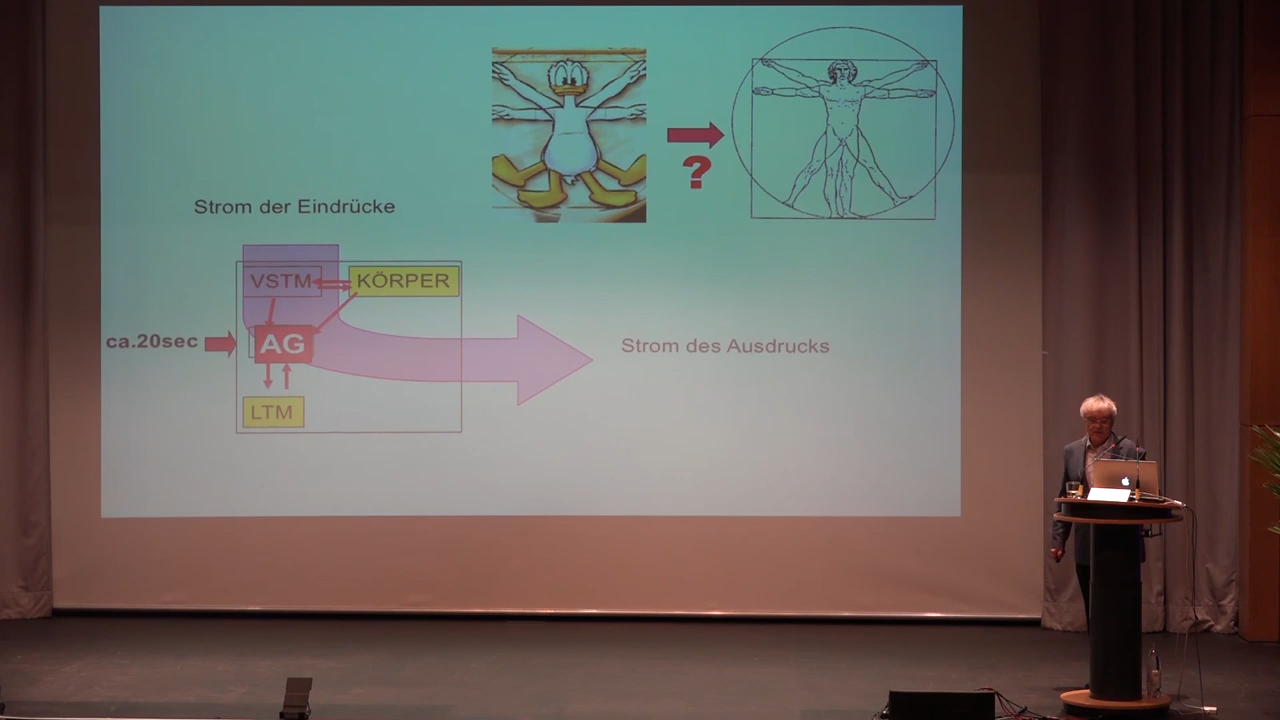 ?
Strom der Eindrücke
VSTM
KÖRPER
ca.20sec
AG
Strom des Ausdrucks
LTM